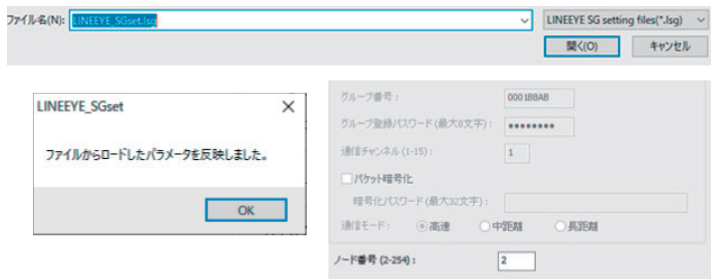 ファイル名(N): LINEEYE_SGset.lsg LINEEYE SG setting files(*.lsg)
開く(O) キャンセル
LINEEYE_SGset
ファイルからロードしたパラメータを反映しました。
OK
グループ番号: 0001B8AB
グループ登録パスワード(最大8文字): ●●●●●●●●
通信チャンネル(1-15): 1
パケット暗号化
暗号化パスワード(最大32文字):
通信モード: 高速 中距離 長距離
ノード番号 (2-254): 2